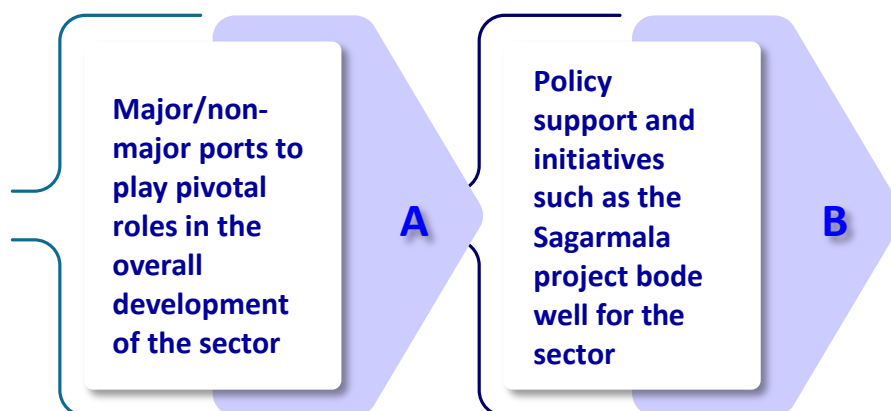 Major/non-
major ports to
play pivotal
roles in the
overall
development
of the sector
A
Policy
support and
initiatives
such as the
Sagarmala
project bode
well for the
sector
B